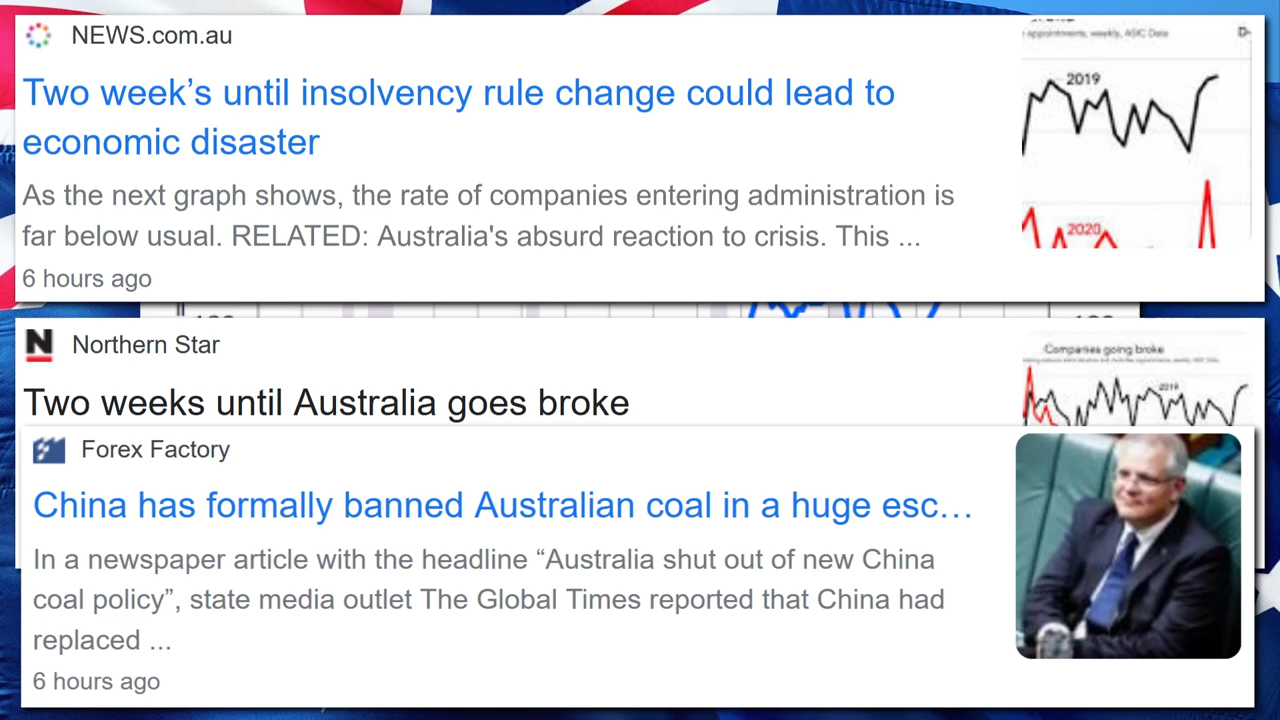 NEWS.com.au
Two week’s until insolvency rule change could lead to
economic disaster
As the next graph shows, the rate of companies entering administration is
far below usual. RELATED: Australia's absurd reaction to crisis. This ...
6 hours ago
appointments, weekly, ASIC Data
2019
2020
Northern Star
Two weeks until Australia goes broke
Companies going broke
2019
Forex Factory
China has formally banned Australian coal in a huge esc...
In a newspaper article with the headline “Australia shut out of new China
coal policy”, state media outlet The Global Times reported that China had
replaced ...
6 hours ago